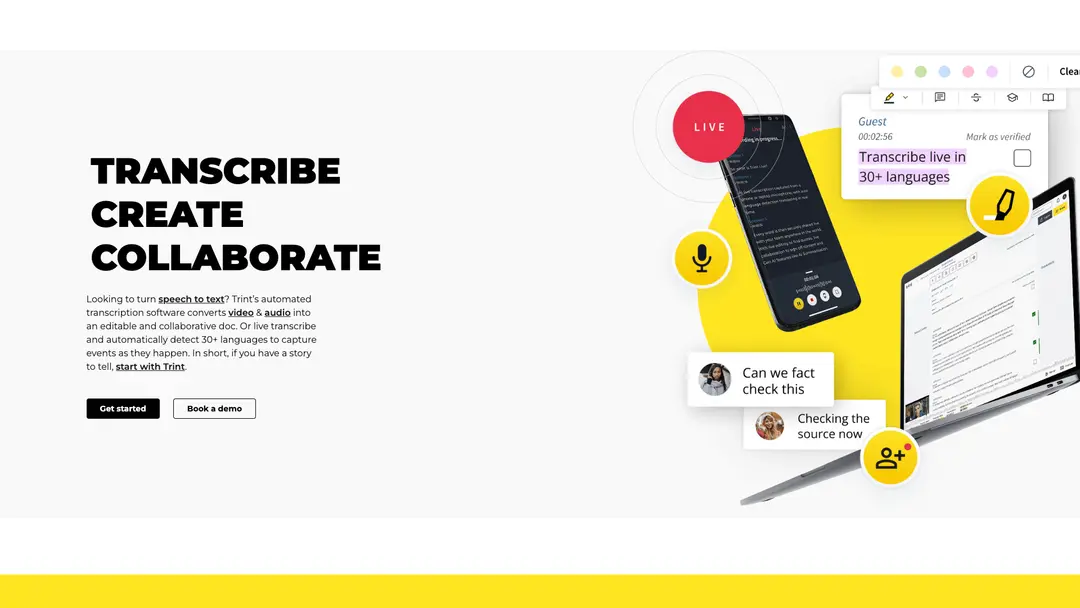 TRANSCRIBE
CREATE
COLLABORATE
Looking to turn speech to text? Trint's automated
transcription software converts video & audio into
an editable and collaborative doc. Or live transcribe
and automatically detect 30+ languages to capture
events as they happen. In short, if you have a story
to tell, start with Trint.
Get started
Book a demo
LIVE
Guest
00:02:56
Mark as verified
Transcribe live in
30+ languages
Can we fact
check this
Checking the
source now